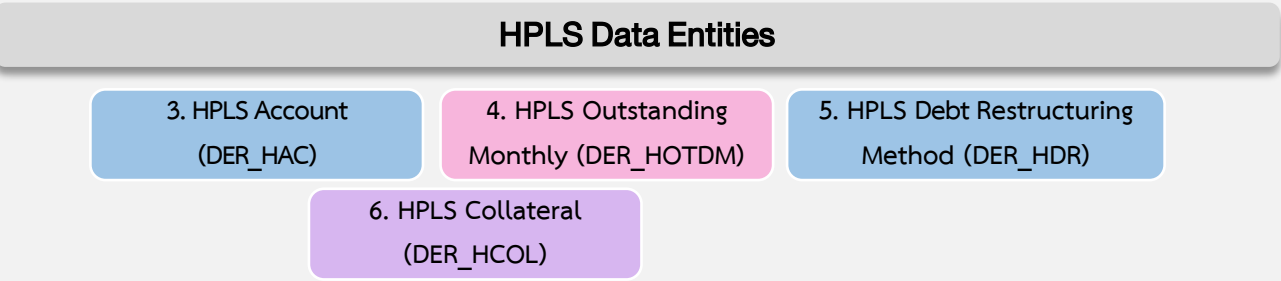 HPLS Data Entities
3. HPLS Account
(DER_HAC)
4. HPLS Outstanding
Monthly (DER_HOTDM)
5. HPLS Debt Restructuring
Method (DER_HDR)
6. HPLS Collateral
(DER_HCOL)